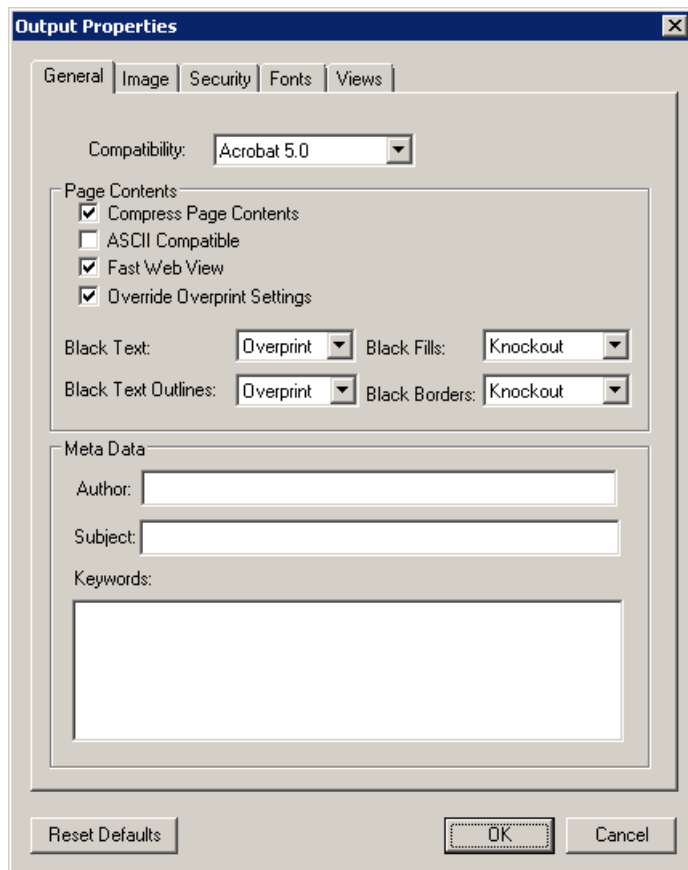 Output Properties
General Image Security Fonts Views
Compatibility: Acrobat 5.0
Page Contents
Compress Page Contents
ASCII Compatible
Fast Web View
Override Overprint Settings
Black Text: Overprint Black Fills: Knockout
Black Text Outlines: Overprint Black Borders: Knockout
Meta Data
Author:
Subject:
Keywords:
Reset Defaults OK Cancel